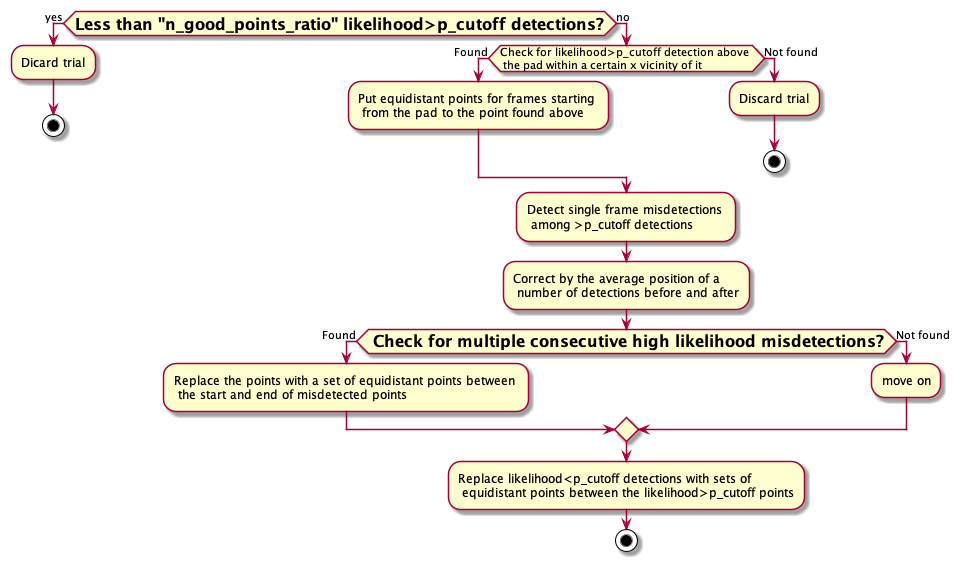 yes
Less than "n_good_points_ratio" likelihood>p_cutoff detections?
no
Dicard trial
Found
Check for likelihood>p_cutoff detection above
the pad within a certain x vicinity of it
Not found
Put equidistant points for frames starting
from the pad to the point found above
Discard trial
Detect single frame misdetections
among >p_cutoff detections
Correct by the average position of a
number of detections before and after
Found
Check for multiple consecutive high likelihood misdetections?
Not found
Replace the points with a set of equidistant points between
the start and end of misdetected points
move on
Replace likelihood<p_cutoff detections with sets of
equidistant points between the likelihood>p_cutoff points